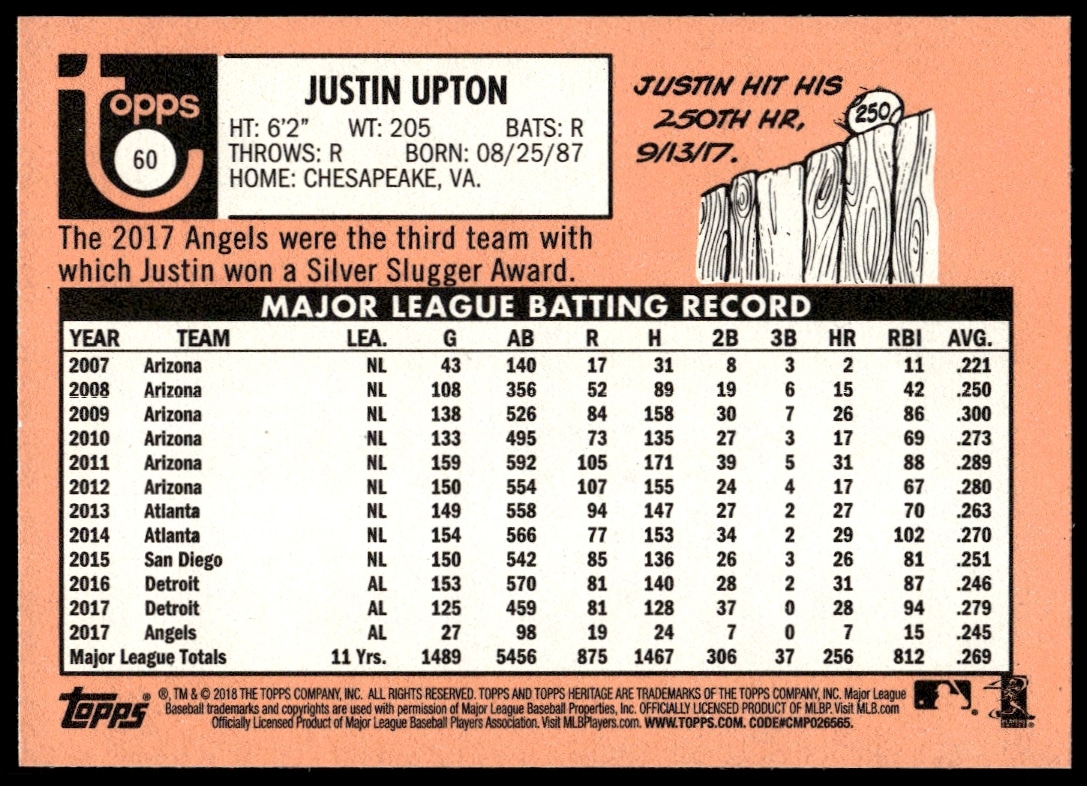 topps
60
JUSTIN UPTON
HT: 6'2" WT: 205 BATS: R
THROWS: R BORN: 08/25/87
HOME: CHESAPEAKE, VA.
JUSTIN HIT HIS
250TH HR,
9/13/17.
250
The 2017 Angels were the third team with
which Justin won a Silver Slugger Award.
MAJOR LEAGUE BATTING RECORD
YEAR TEAM LEA. G AB R H 2B 3B HR RBI AVG.
2007 Arizona NL 43 140 17 31 8 3 2 11 .221
2008 Arizona NL 108 356 52 89 19 6 15 42 .250
2009 Arizona NL 138 526 84 158 30 7 26 86 .300
2010 Arizona NL 133 495 73 135 27 3 17 69 .273
2011 Arizona NL 159 592 105 171 39 5 31 88 .289
2012 Arizona NL 150 554 107 155 24 4 17 67 .280
2013 Atlanta NL 149 558 94 147 27 2 27 70 .263
2014 Atlanta NL 154 566 77 153 34 2 29 102 .270
2015 San Diego NL 150 542 85 136 26 3 26 81 .251
2016 Detroit AL 153 570 81 140 28 2 31 87 .246
2017 Detroit AL 125 459 81 128 37 0 28 94 .279
2017 Angels AL 27 98 19 24 7 0 7 15 .245
Major League Totals 11 Yrs. 1489 5456 875 1467 306 37 256 812 .269
topps ® ®, TM & © 2018 THE TOPPS COMPANY, INC. ALL RIGHTS RESERVED. TOPPS AND TOPPS HERITAGE ARE TRADEMARKS OF THE TOPPS COMPANY, INC. Major League
Baseball trademarks and copyrights are used with permission of Major League Baseball Properties, Inc. OFFICIALLY LICENSED PRODUCT OF MLBP. Visit MLB.com
Officially Licensed Product of Major League Baseball Players Association. Visit MLBPlayers.com. WWW.TOPPS.COM. CODE#CMP026565.